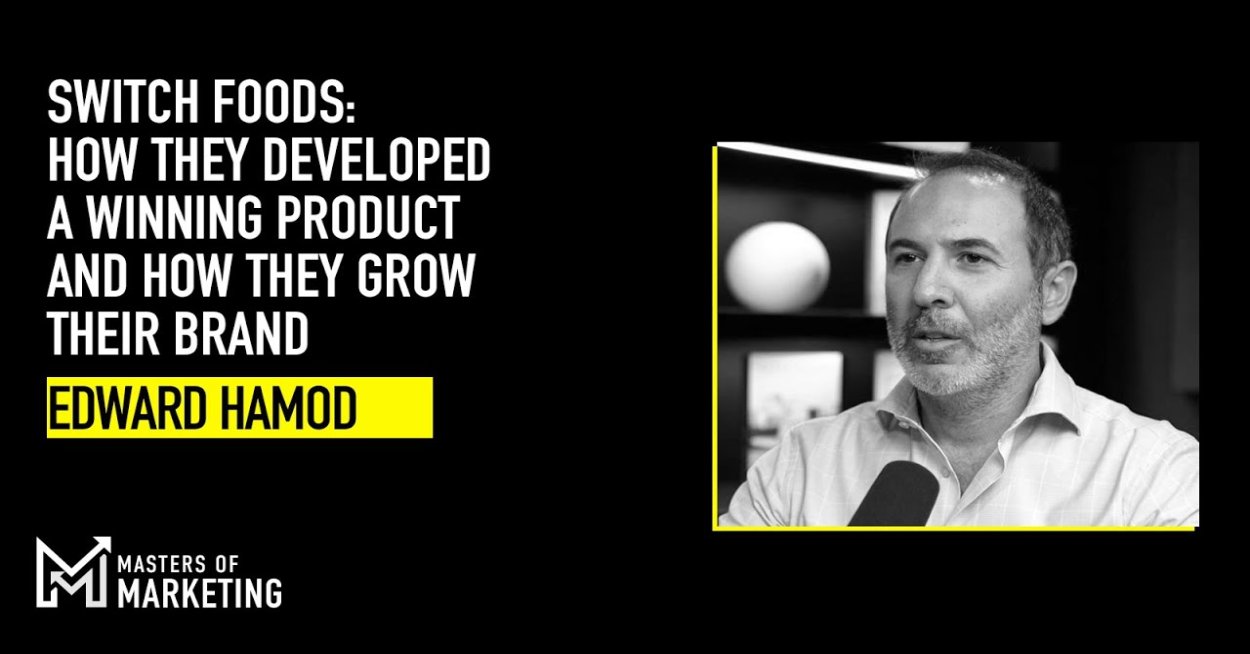 SWITCH FOODS:
HOW THEY DEVELOPED
A WINNING PRODUCT
AND HOW THEY GROW
THEIR BRAND
EDWARD HAMOD
MASTERS OF
MARKETING